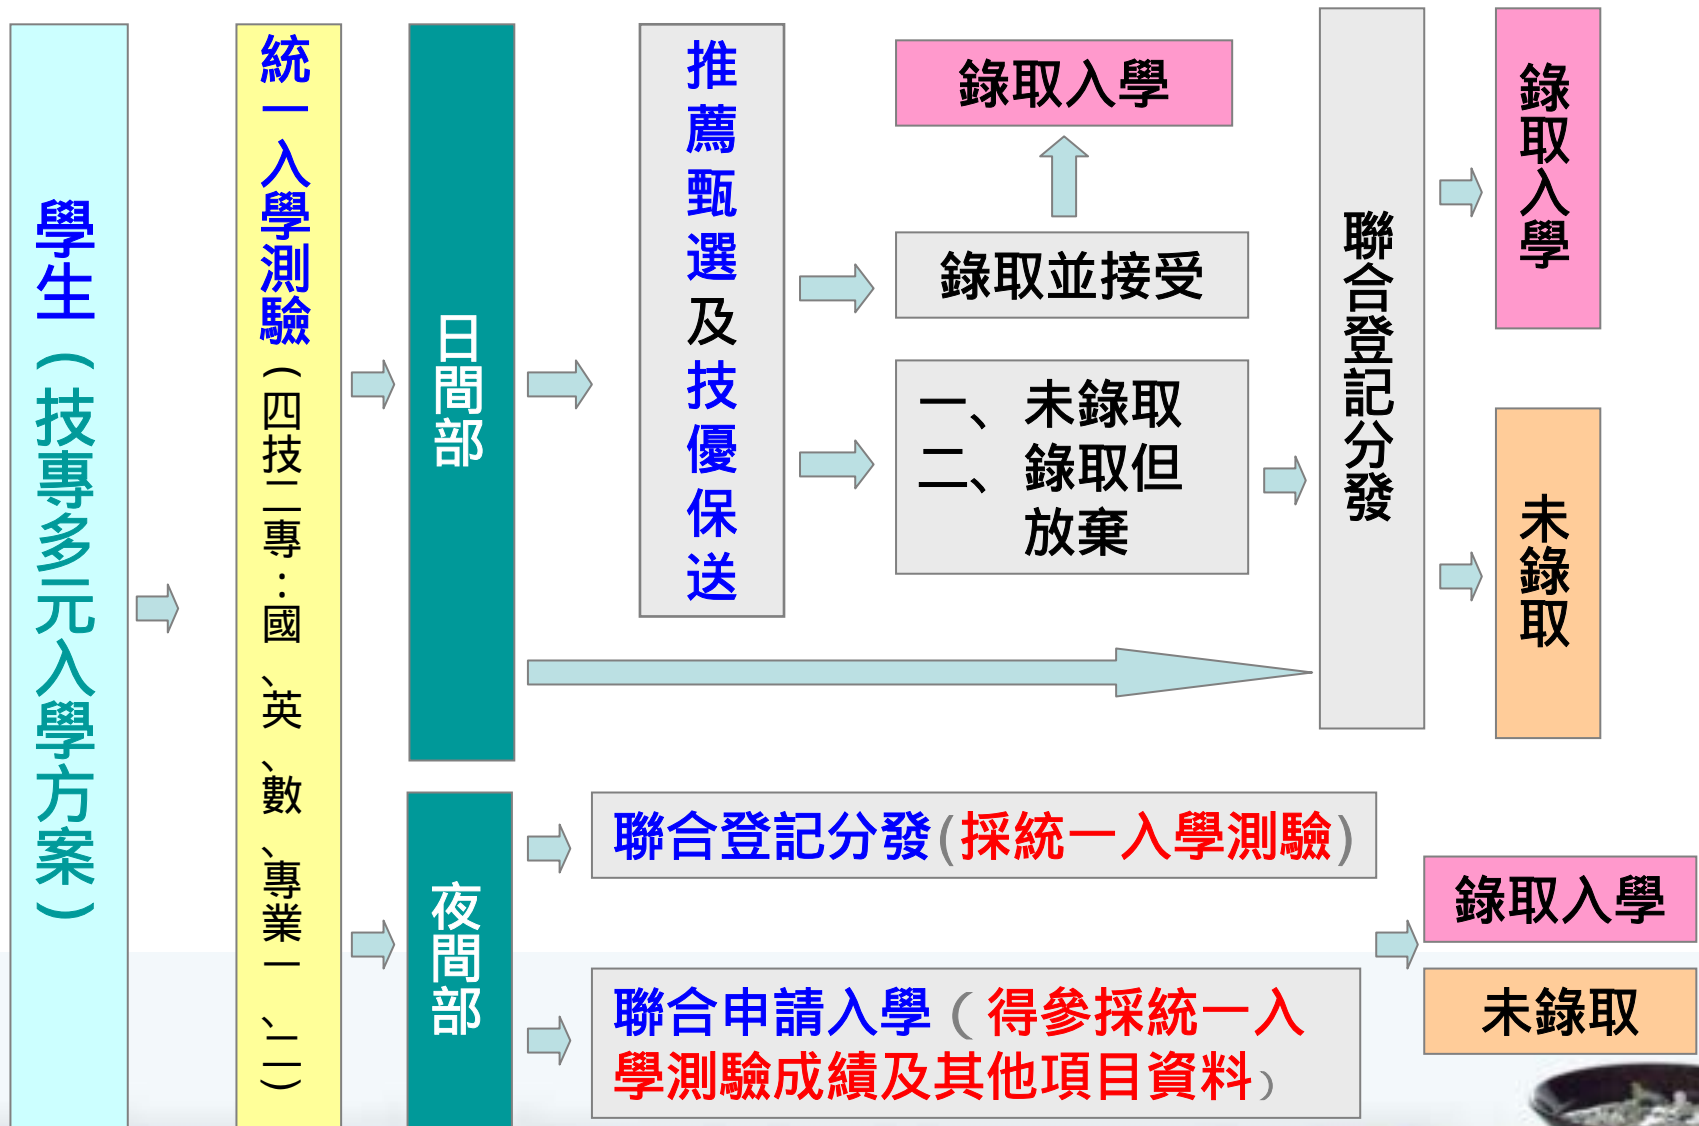 學生（技專多元入學方案）
統一入學測驗（四技二專：國、英、數、專業一、二）
日間部
推薦甄選及技優保送
錄取入學
錄取並接受
一、未錄取
二、錄取但
放棄
聯合登記分發
錄取入學
未錄取
夜間部
聯合登記分發(採統一入學測驗)
聯合申請入學（得參採統一入
學測驗成績及其他項目資料）
錄取入學
未錄取